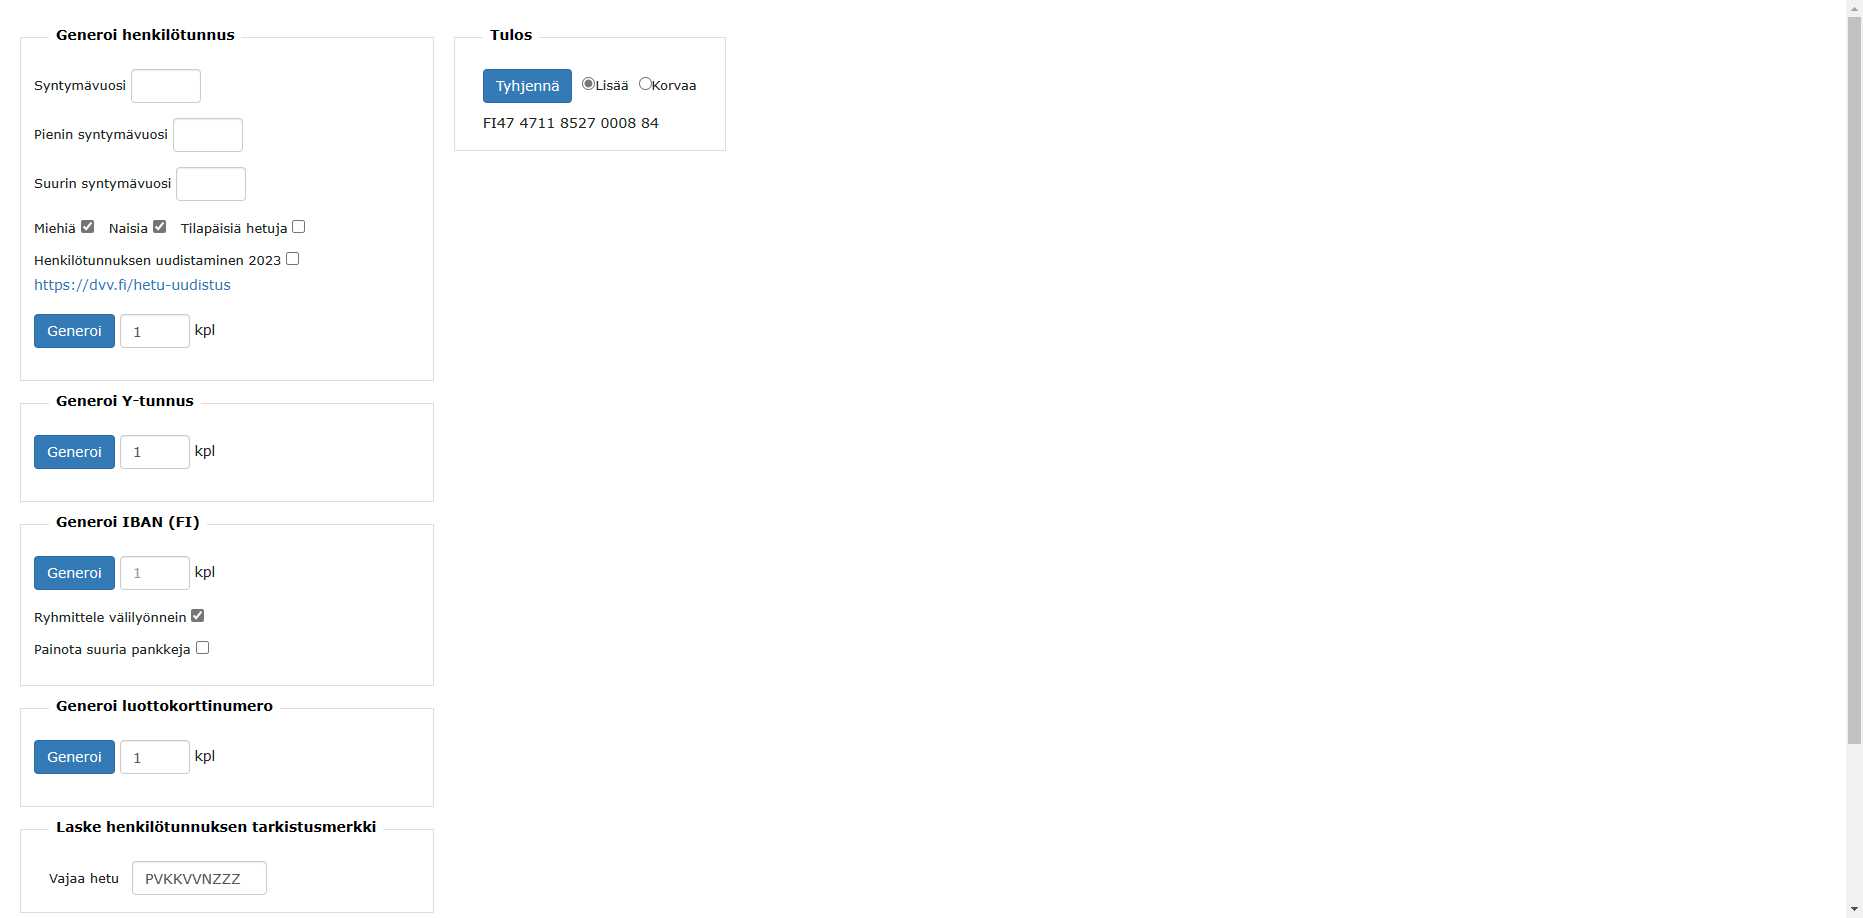 Generoi henkilötunnus
Syntymävuosi
Pienin syntymävuosi
Suurin syntymävuosi
Miehiä Naisia Tilapäisiä hetuja
Henkilötunnuksen uudistaminen 2023
https://dvv.fi/hetu-uudistus
Generoi 1 kpl
Generoi Y-tunnus
Generoi 1 kpl
Generoi IBAN (FI)
Generoi 1 kpl
Ryhmittele välilyönnein
Painota suuria pankkeja
Generoi luottokorttinumero
Generoi 1 kpl
Laske henkilötunnuksen tarkistusmerkki
Vajaa hetu PVKKVVNZZZ
Tulos
Tyhjennä Lisää Korvaa
FI47 4711 8527 0008 84